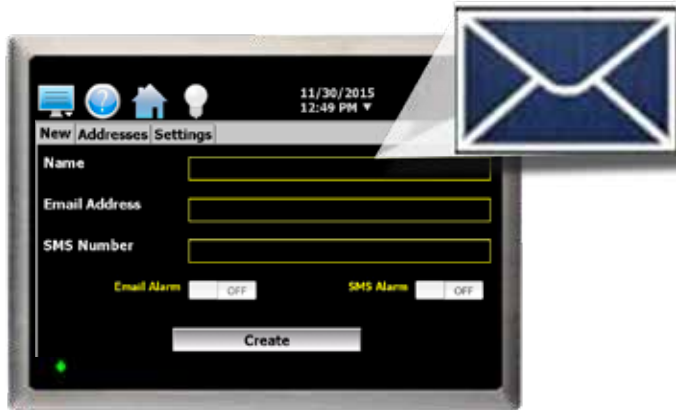 11/30/2015
12:49 PM ▼
New Addresses Settings
Name
Email Address
SMS Number
Email Alarm OFF SMS Alarm OFF
Create